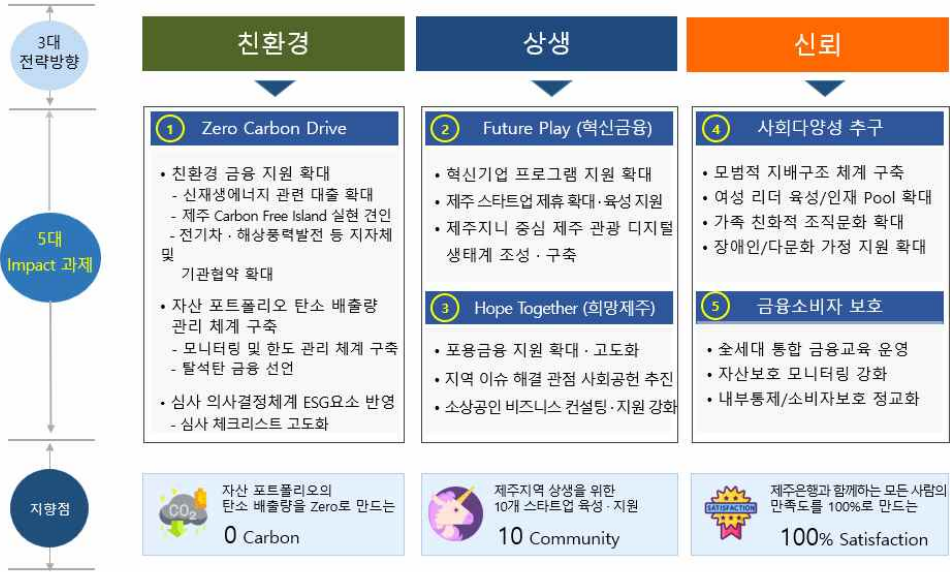 3대
전략방향
친환경
상생
신뢰
5대
Impact 과제
1 Zero Carbon Drive
• 친환경 금융 지원 확대
- 신재생에너지 관련 대출 확대
- 제주 Carbon Free Island 실현 견인
- 전기차 · 해상풍력발전 등 지자체
및
기관협약 확대
• 자산 포트폴리오 탄소 배출량
관리 체계 구축
- 모니터링 및 한도 관리 체계 구축
- 탈석탄 금융 선언
• 심사 의사결정체계 ESG요소 반영
- 심사 체크리스트 고도화
2 Future Play (혁신금융)
• 혁신기업 프로그램 지원 확대
• 제주 스타트업 제휴 확대·육성 지원
• 제주지니 중심 제주 관광 디지털
생태계 조성 · 구축
3 Hope Together (희망제주)
• 포용금융 지원 확대 · 고도화
• 지역 이슈 해결 관점 사회공헌 추진
• 소상공인 비즈니스 컨설팅·지원 강화
4 사회다양성 추구
• 모범적 지배구조 체계 구축
• 여성 리더 육성/인재 Pool 확대
• 가족 친화적 조직문화 확대
• 장애인/다문화 가정 지원 확대
5 금융소비자 보호
• 全세대 통합 금융교육 운영
• 자산보호 모니터링 강화
• 내부통제/소비자보호 정교화
지향점
CO2
자산 포트폴리오의
탄소 배출량을 Zero로 만드는
0 Carbon
제주지역 상생을 위한
10개 스타트업 육성 · 지원
10 Community
SATISFACTION
제주은행과 함께하는 모든 사람의
만족도를 100%로 만드는
100% Satisfaction